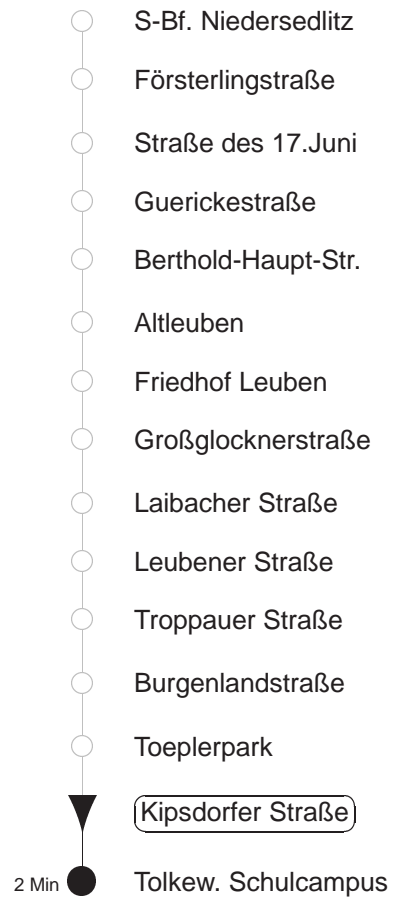 S-Bf. Niedersedlitz
Försterlingstraße
Straße des 17.Juni
Guerickestraße
Berthold-Haupt-Str.
Altleuben
Friedhof Leuben
Großglocknerstraße
Laibacher Straße
Leubener Straße
Troppauer Straße
Burgenlandstraße
Toeplerpark
Kipsdorfer Straße
2 Min Tolkew. Schulcampus